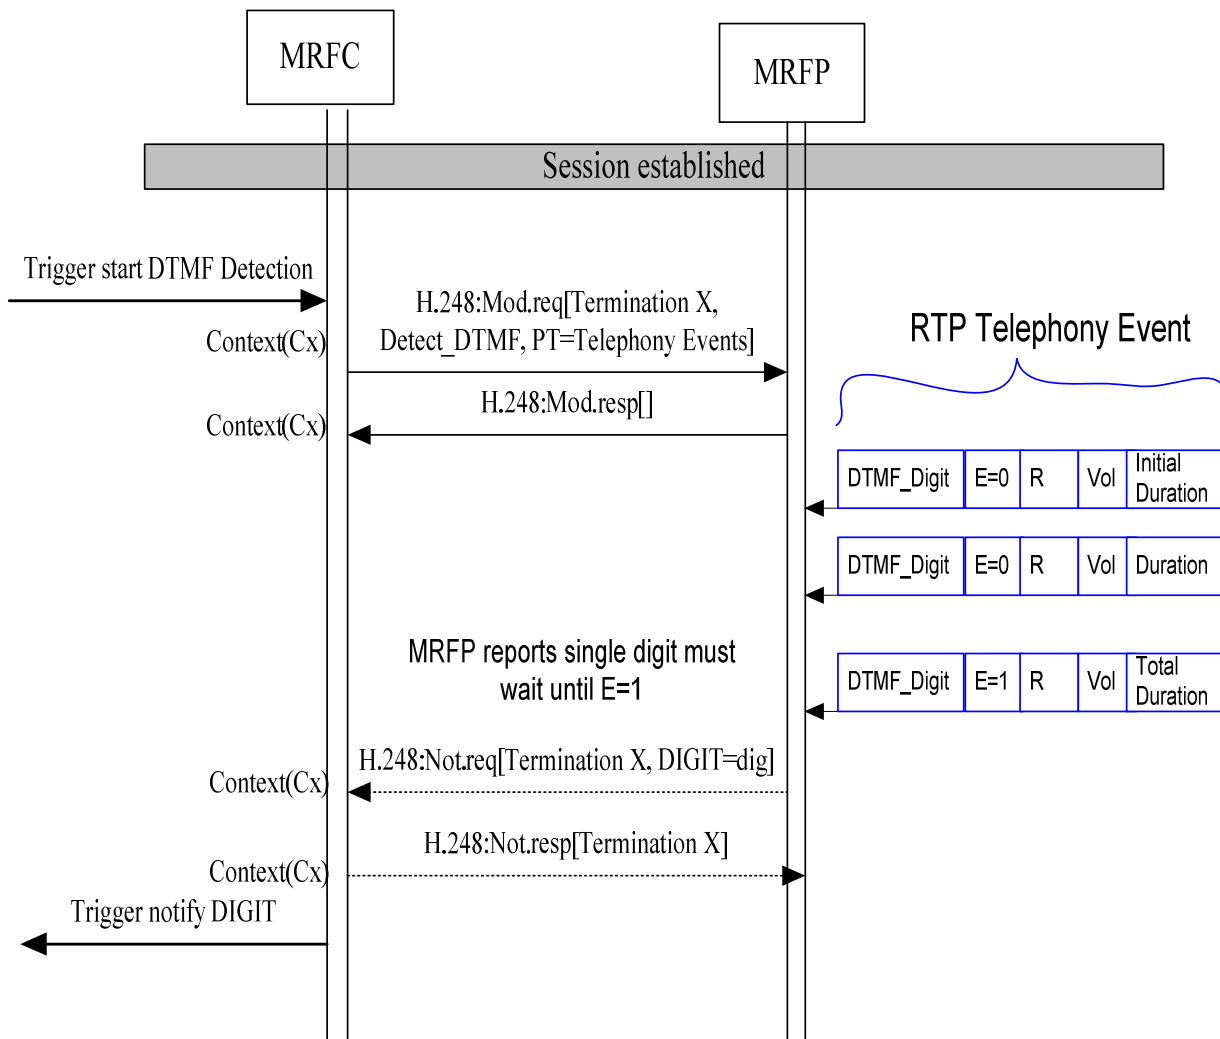 MRFC
MRFP
Session established
Trigger start DTMF Detection
H.248:Mod.req[Termination X,
Detect_DTMF, PT=Telephony Events]
Context(Cx)
RTP Telephony Event
H.248:Mod.resp[]
Context(Cx)
DTMF_Digit E=0 R Vol Initial
Duration
DTMF_Digit E=0 R Vol Duration
MRFP reports single digit must
wait until E=1
DTMF_Digit E=1 R Vol Total
Duration
H.248:Not.req[Termination X, DIGIT=dig]
Context(Cx)
H.248:Not.resp[Termination X]
Context(Cx)
Trigger notify DIGIT